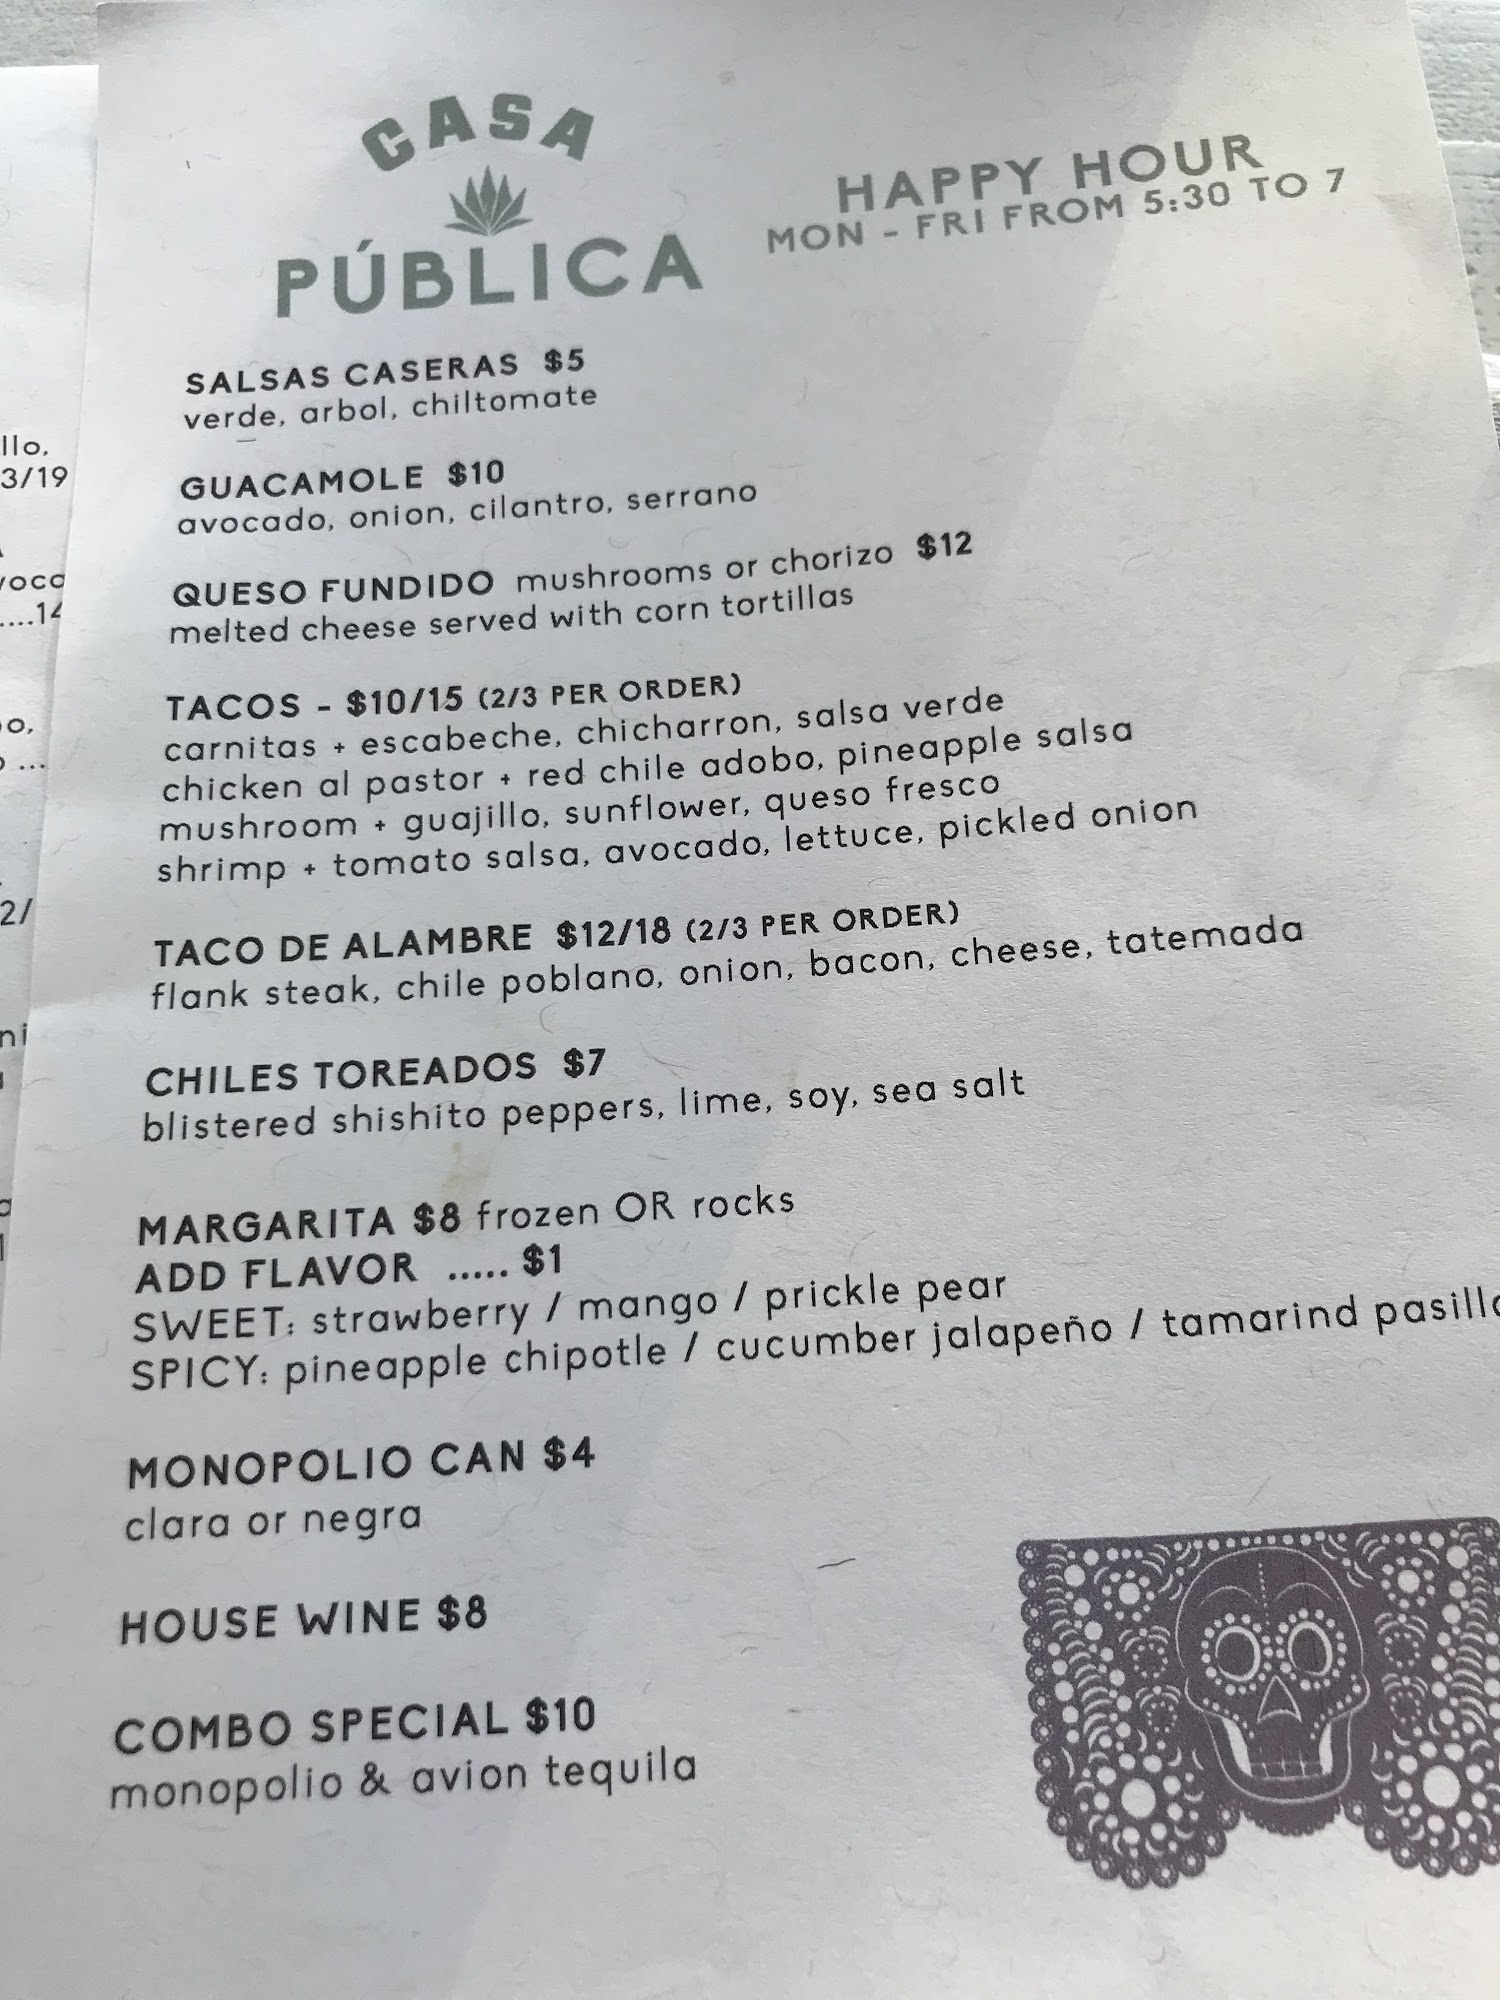 CASA
PÚBLICA
HAPPY HOUR
MON - FRI FROM 5:30 TO 7
SALSAS CASERAS $5
verde, arbol, chiltomate
GUACAMOLE $10
avocado, onion, cilantro, serrano
QUESO FUNDIDO mushrooms or chorizo $12
melted cheese served with corn tortillas
TACOS - $10/15 (2/3 PER ORDER)
carnitas + escabeche, chicharron, salsa verde
chicken al pastor + red chile adobo, pineapple salsa
mushroom + guajillo, sunflower, queso fresco
shrimp + tomato salsa, avocado, lettuce, pickled onion
TACO DE ALAMBRE $12/18 (2/3 PER ORDER)
flank steak, chile poblano, onion, bacon, cheese, tatemada
CHILES TOREADOS $7
blistered shishito peppers, lime, soy, sea salt
MARGARITA $8 frozen OR rocks
ADD FLAVOR ..... $1
SWEET: strawberry / mango / prickle pear
SPICY: pineapple chipotle / cucumber jalapeño / tamarind
MONOPOLIO CAN $4
clara or negra
HOUSE WINE $8
COMBO SPECIAL $10
monopolio & avion tequila